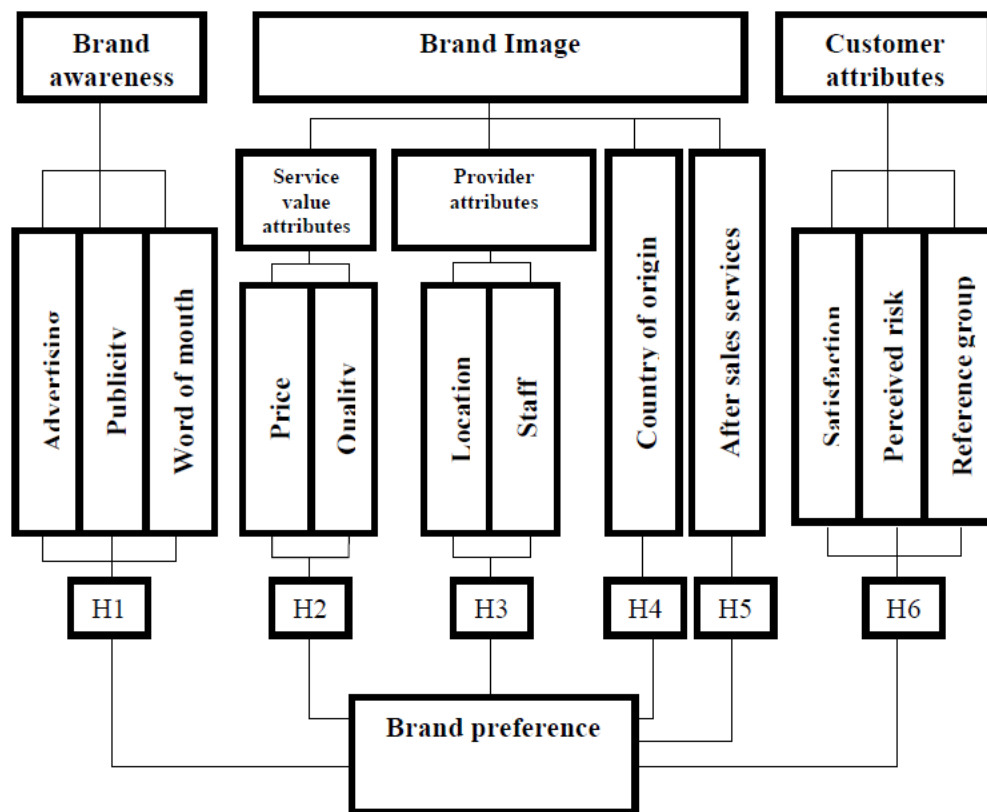 Brand
awareness
Brand Image
Customer
attributes
Service
value
attributes
Provider
attributes
Advertising
Publicity
Word of mouth
Price
Quality
Location
Staff
Country of origin
After sales services
Satisfaction
Perceived risk
Reference group
H1
H2
H3
H4
H5
H6
Brand preference